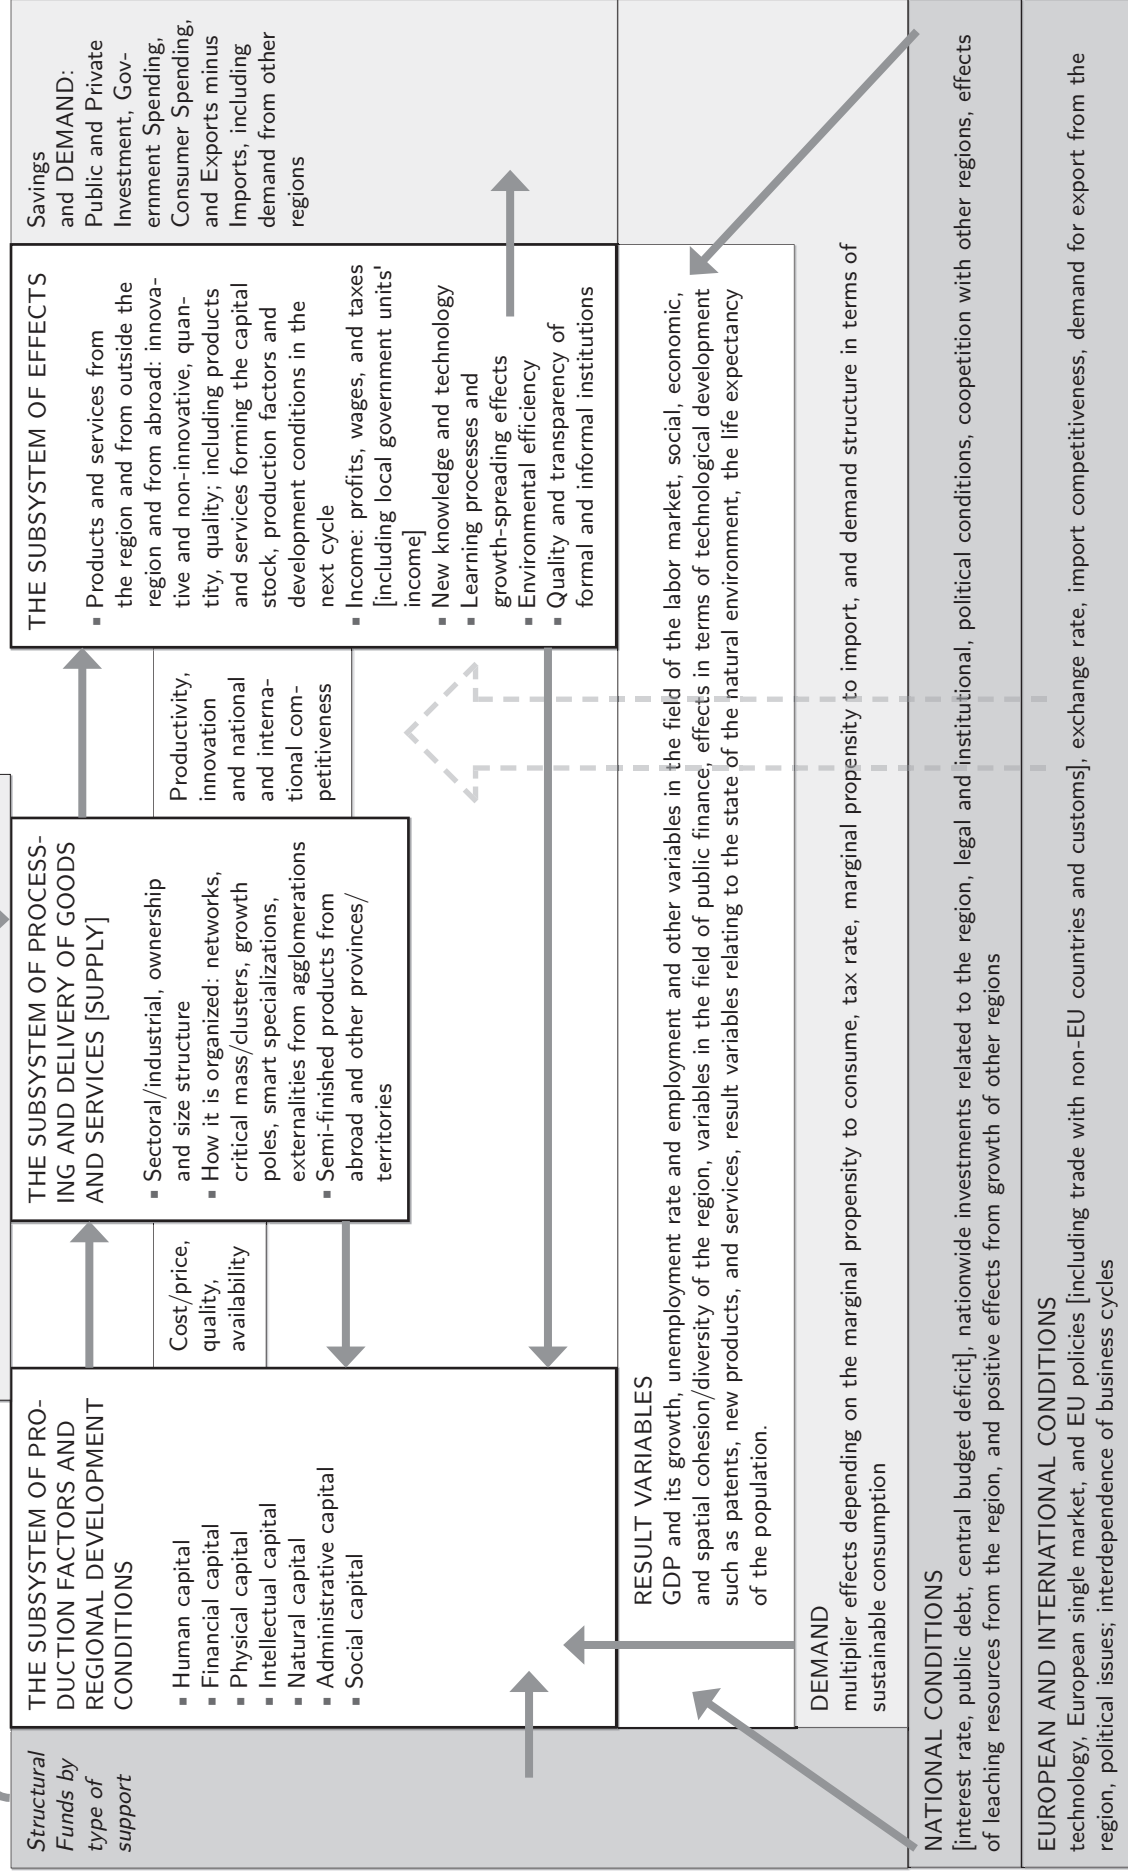 Structural
Funds by
type of
support
THE SUBSYSTEM OF PRO-
DUCTION FACTORS AND
REGIONAL DEVELOPMENT
CONDITIONS
▪ Human capital
▪ Financial capital
▪ Physical capital
▪ Intellectual capital
▪ Natural capital
▪ Administrative capital
▪ Social capital
Cost/price,
quality,
availability
THE SUBSYSTEM OF PROCESS-
ING AND DELIVERY OF GOODS
AND SERVICES [SUPPLY]
▪ Sectoral/industrial, ownership
and size structure
▪ How it is organized: networks,
critical mass/clusters, growth
poles, smart specializations,
externalities from agglomerations
▪ Semi-finished products from
abroad and other provinces/
territories
Productivity,
innovation
and national
and interna-
tional com-
petitiveness
THE SUBSYSTEM OF EFFECTS
▪ Products and services from
the region and from outside the
region and from abroad: innova-
tive and non-innovative, quan-
tity, quality; including products
and services forming the capital
stock, production factors and
development conditions in the
next cycle
▪ Income: profits, wages, and taxes
[including local government units'
income]
▪ New knowledge and technology
▪ Learning processes and
growth-spreading effects
▪ Environmental efficiency
▪ Quality and transparency of
formal and informal institutions
Savings
and DEMAND:
Public and Private
Investment, Gov-
ernment Spending,
Consumer Spending,
and Exports minus
Imports, including
demand from other
regions
RESULT VARIABLES
GDP and its growth, unemployment rate and employment and other variables in the field of the labor market, social, economic,
and spatial cohesion/diversity of the region, variables in the field of public finance, effects in terms of technological development
such as patents, new products, and services, result variables relating to the state of the natural environment, the life expectancy
of the population.
DEMAND
multiplier effects depending on the marginal propensity to consume, tax rate, marginal propensity to import, and demand structure in terms of
sustainable consumption
NATIONAL CONDITIONS
[interest rate, public debt, central budget deficit], nationwide investments related to the region, legal and institutional, political conditions, coopetition with other regions, effects
of leaching resources from the region, and positive effects from growth of other regions
EUROPEAN AND INTERNATIONAL CONDITIONS
technology, European single market, and EU policies [including trade with non-EU countries and customs], exchange rate, import competitiveness, demand for export from the
region, political issues; interdependence of business cycles